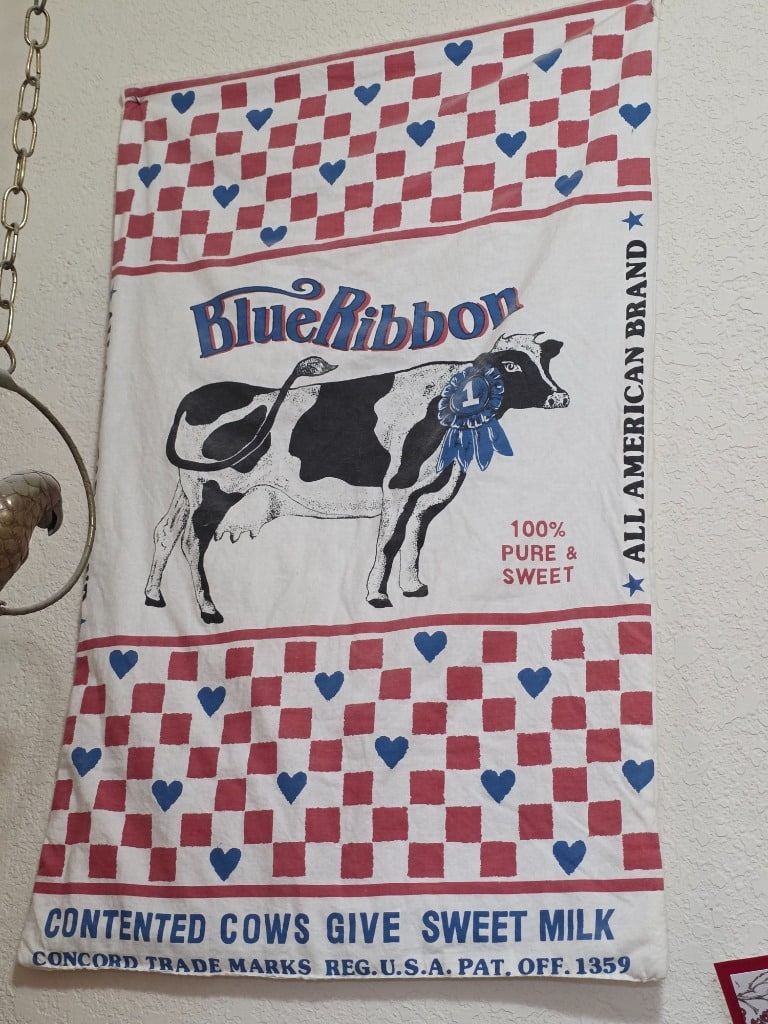 BlueRibbon
1
100%
PURE &
SWEET
ALL AMERICAN BRAND
CONTENTED COWS GIVE SWEET MILK
CONCORD TRADE MARKS REG. U.S.A. PAT. OFF. 1359